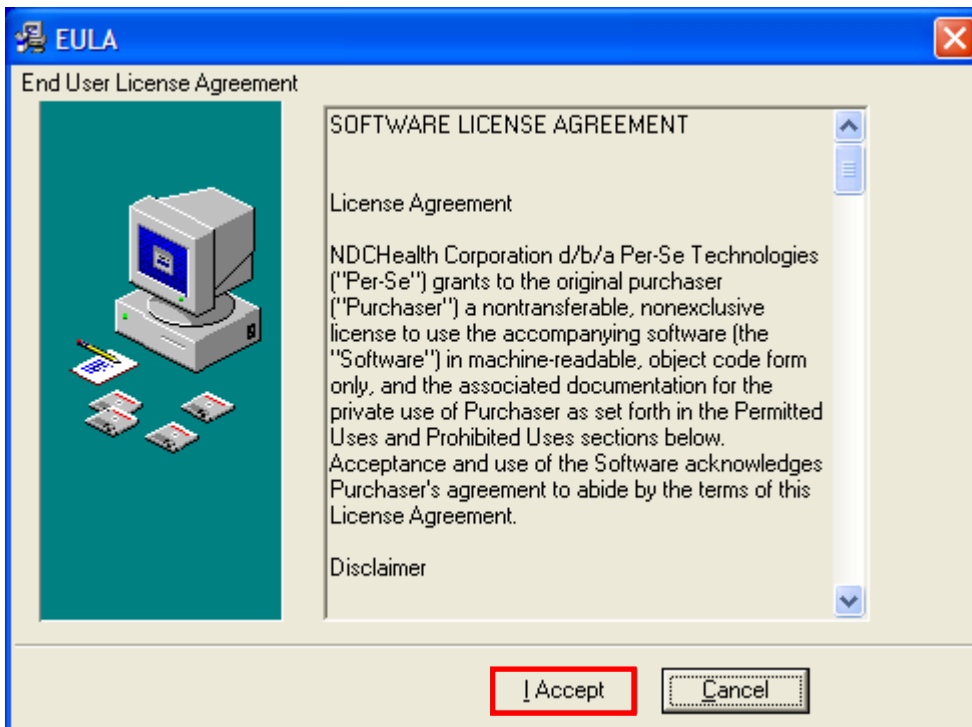 EULA
End User License Agreement
SOFTWARE LICENSE AGREEMENT
License Agreement
NDCHealth Corporation d/b/a Per-Se Technologies
("Per-Se") grants to the original purchaser
("Purchaser") a nontransferable, nonexclusive
license to use the accompanying software (the
"Software") in machine-readable, object code form
only, and the associated documentation for the
private use of Purchaser as set forth in the Permitted
Uses and Prohibited Uses sections below.
Acceptance and use of the Software acknowledges
Purchaser's agreement to abide by the terms of this
License Agreement.
Disclaimer
I Accept
Cancel